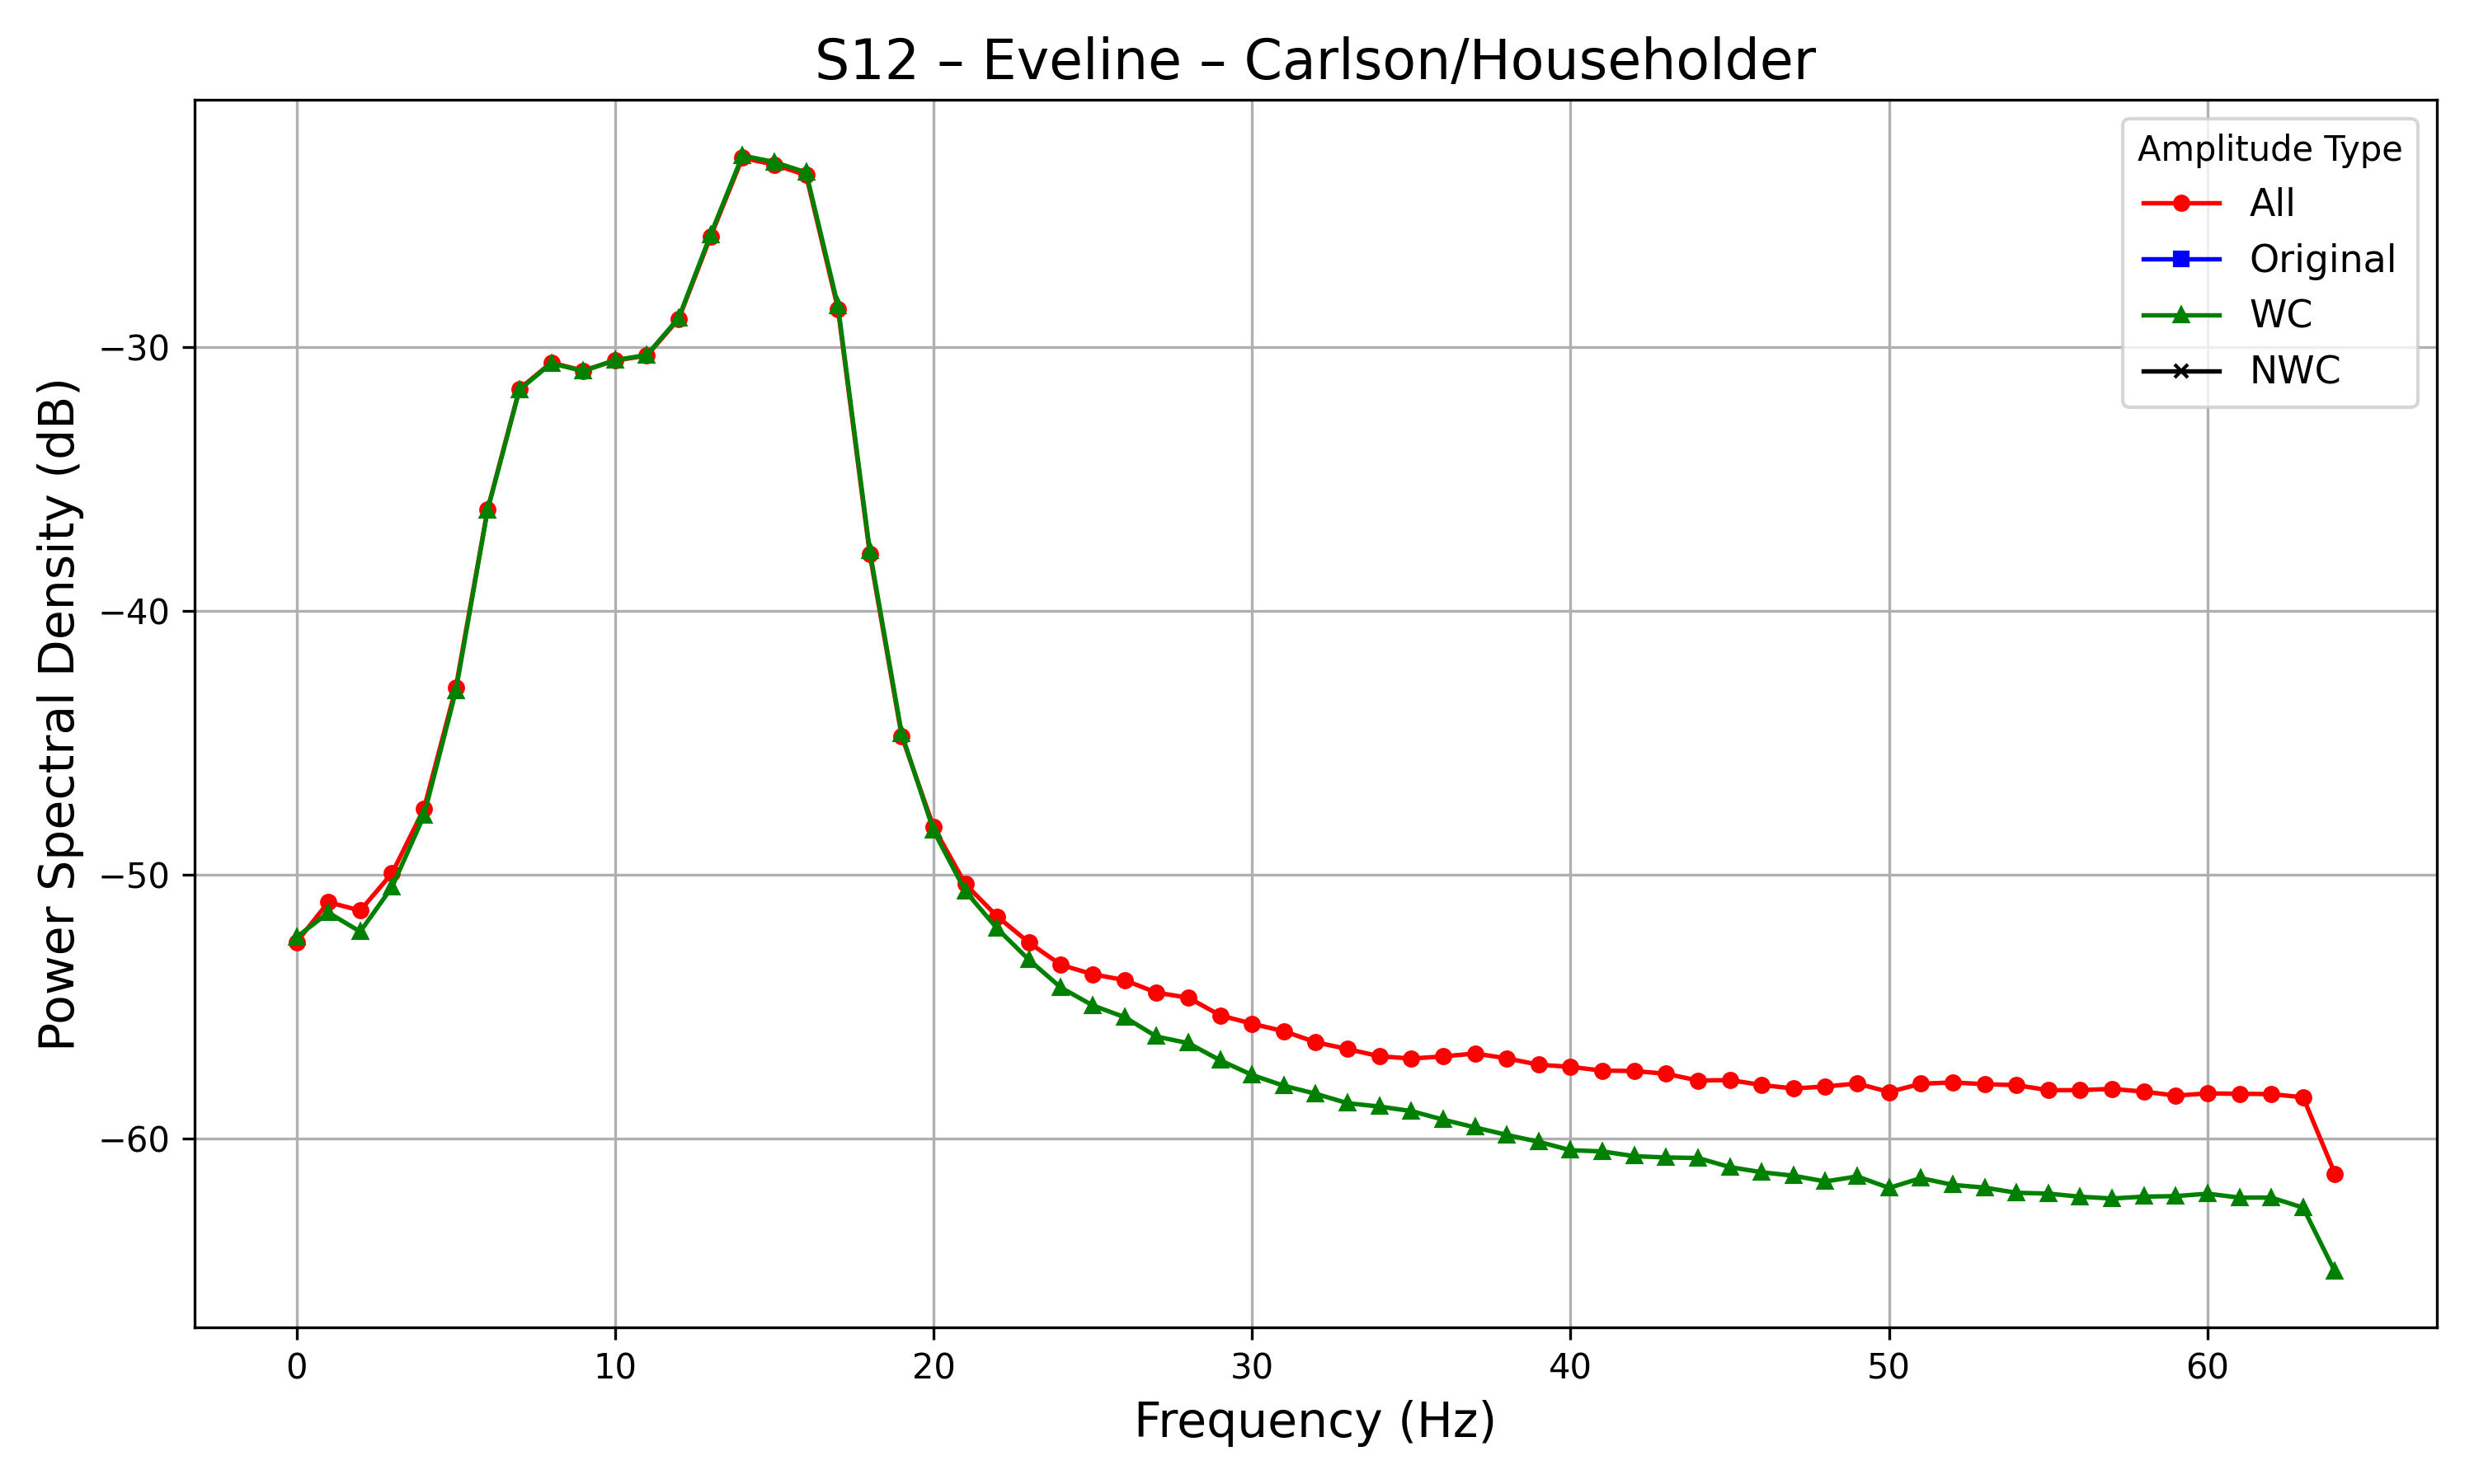 S12 – Eveline – Carlson/Householder
Amplitude Type
All
Original
WC
NWC
Power Spectral Density (dB)
−30
−40
−50
−60
0 10 20 30 40 50 60
Frequency (Hz)